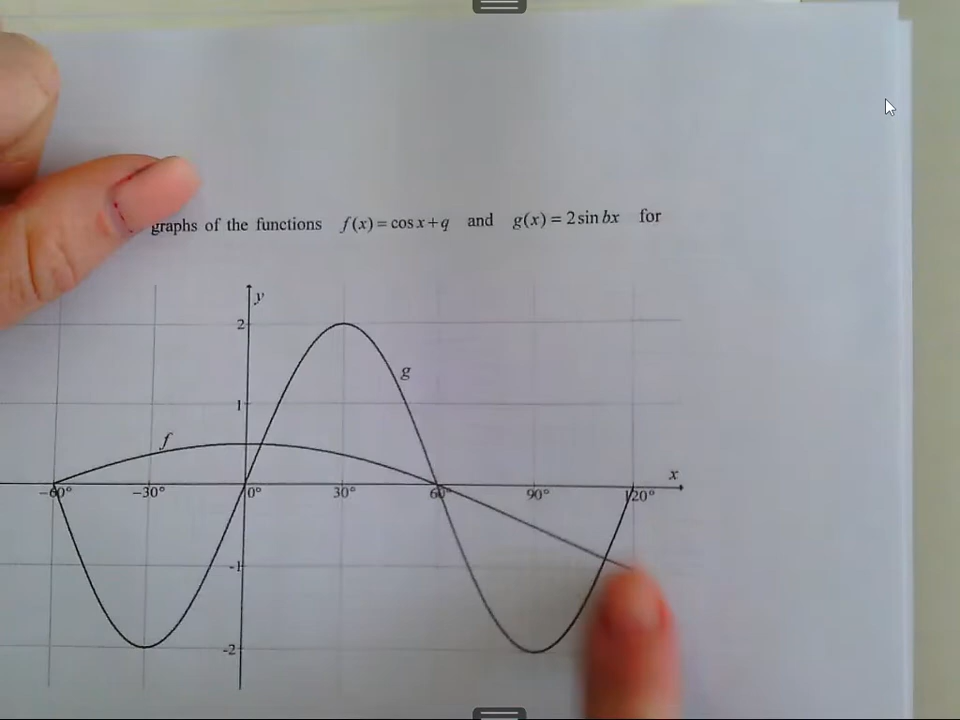 graphs of the functions f(x) = cos x + q and g(x) = 2 sin bx for
y
2
g
1
f
x
−60° −30° 0° 30° 60° 90° 120°
-1
-2